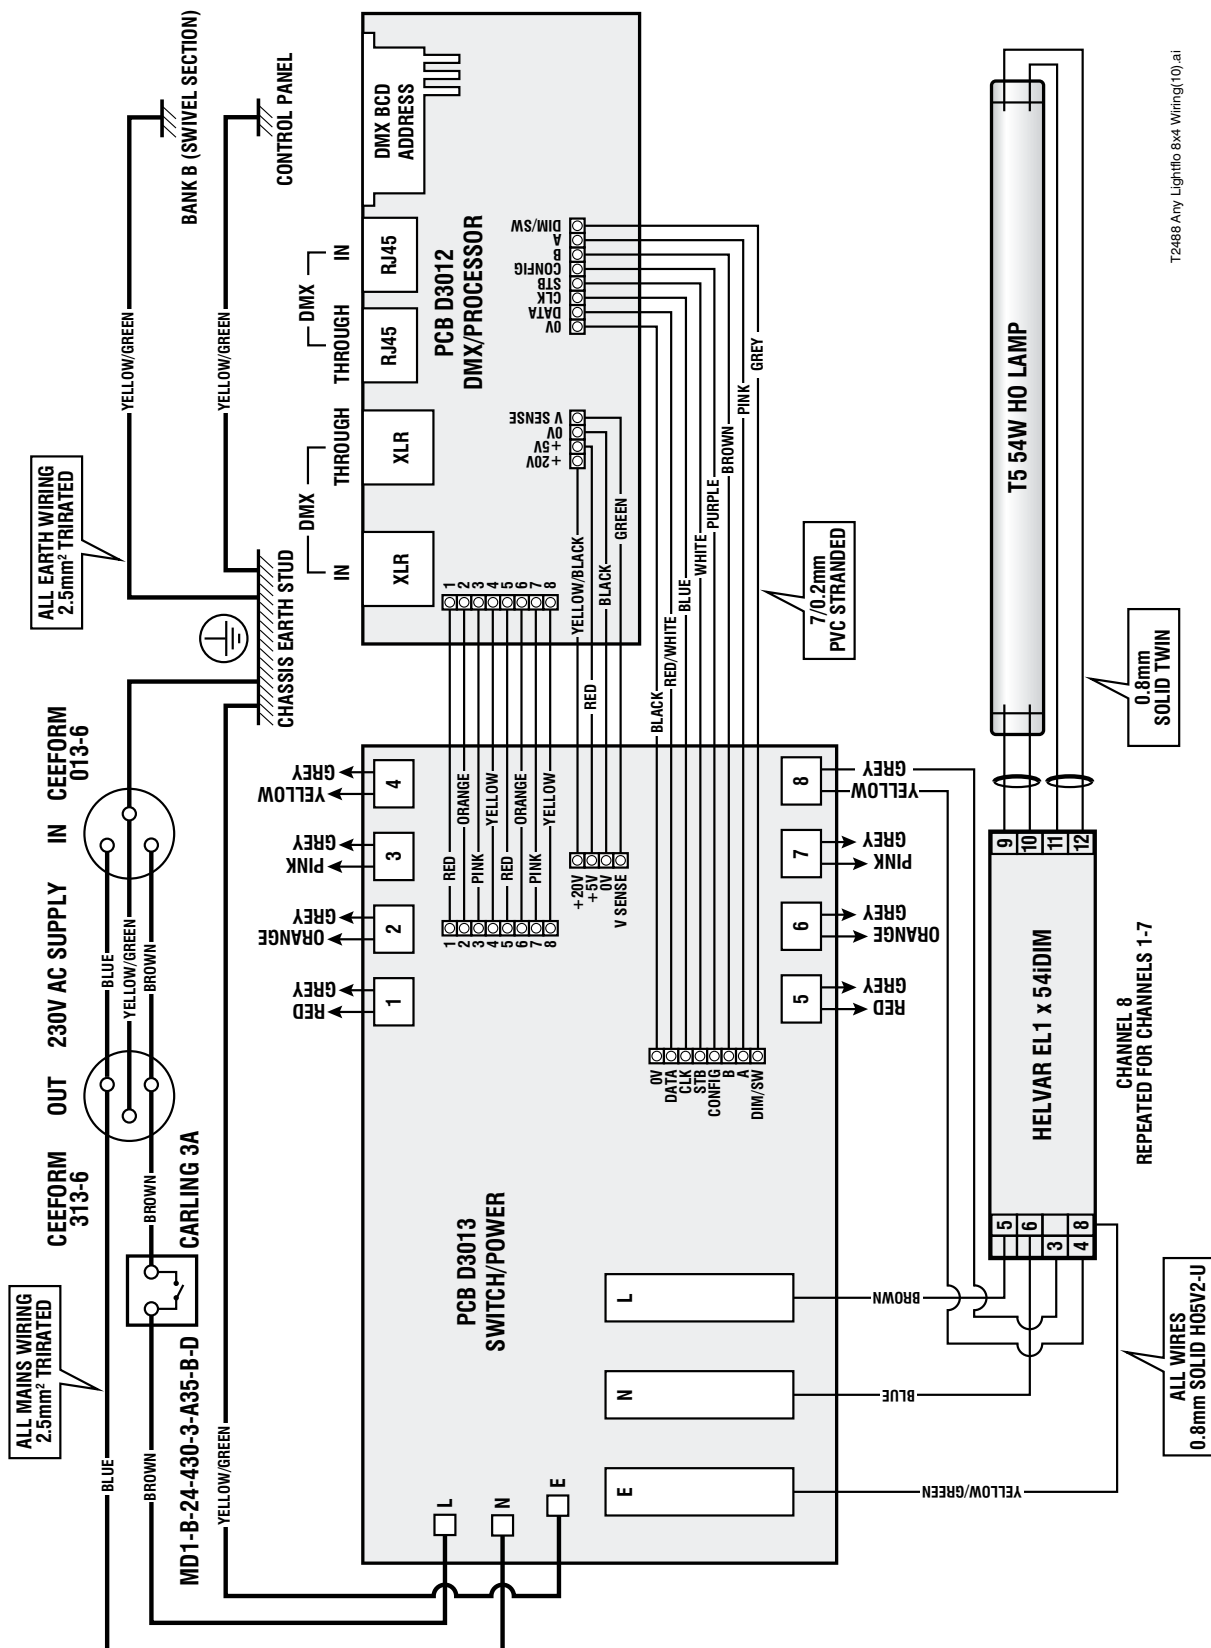 ALL MAINS WIRING
2.5mm² TRIRATED
BLUE
BROWN
MD1-B-24-430-3-A35-B-D
YELLOW/GREEN
CEEFORM
313-6
OUT
230V AC SUPPLY
IN
CEEFORM
013-6
BROWN
CARLING 3A
BLUE
YELLOW/GREEN
BROWN
ALL EARTH WIRING
2.5mm² TRIRATED
CHASSIS EARTH STUD
YELLOW/GREEN
BANK B (SWIVEL SECTION)
YELLOW/GREEN
CONTROL PANEL
L
N
E
PCB D3013
SWITCH/POWER
E
N
L
RED
GREY
1
ORANGE
GREY
2
PINK
GREY
3
YELLOW
GREY
4
1
2
3
4
5
6
7
8
RED
ORANGE
PINK
YELLOW
RED
ORANGE
PINK
YELLOW
1
2
3
4
5
6
7
8
+20V
+5V
0V
V SENSE
YELLOW/BLACK
RED
BLACK
GREEN
+20V
+5V
0V
V SENSE
0V
DATA
CLK
STB
CONFIG
B
A
DIM/SW
BLACK
RED/WHITE
BLUE
WHITE
PURPLE
BROWN
PINK
GREY
0V
DATA
CLK
STB
CONFIG
B
A
DIM/SW
5
RED
GREY
6
ORANGE
GREY
7
PINK
GREY
8
YELLOW
GREY
DMX
IN
THROUGH
XLR
XLR
DMX
THROUGH
IN
RJ45
RJ45
DMX BCD
ADDRESS
PCB D3012
DMX/PROCESSOR
7/0.2mm
PVC STRANDED
YELLOW/GREEN
BLUE
BROWN
ALL WIRES
0.8mm SOLID H05V2-U
5
6
3
4
8
HELVAR EL1 x 54iDIM
9
10
11
12
CHANNEL 8
REPEATED FOR CHANNELS 1-7
0.8mm
SOLID TWIN
T5 54W HO LAMP
T2488 Any Lightflo 8x4 Wiring(10).ai